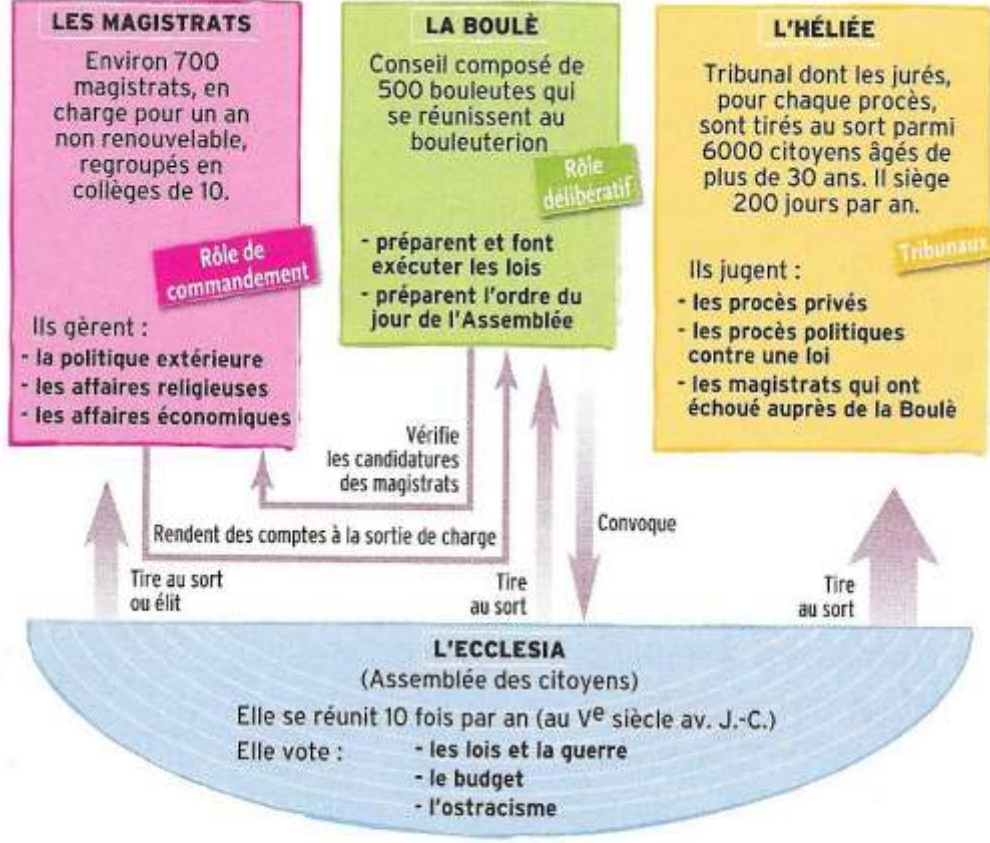 LES MAGISTRATS
Environ 700
magistrats, en
charge pour un an
non renouvelable,
regroupés en
collèges de 10.
Rôle de
commandement
Ils gèrent :
- la politique extérieure
- les affaires religieuses
- les affaires économiques
LA BOULÈ
Conseil composé de
500 bouleutes qui
se réunissent au
bouleuterion
Rôle
délibératif
- préparent et font
exécuter les lois
- préparent l'ordre du
jour de l'Assemblée
L'HÉLIÉE
Tribunal dont les jurés,
pour chaque procès,
sont tirés au sort parmi
6000 citoyens âgés de
plus de 30 ans. Il siège
200 jours par an.
Tribunaux
Ils jugent :
- les procès privés
- les procès politiques
contre une loi
- les magistrats qui ont
échoué auprès de la Boulè
Vérifie
les candidatures
des magistrats
Rendent des comptes à la sortie de charge
Convoque
Tire au sort
ou élit
Tire
au sort
Tire
au sort
L'ECCLESIA
(Assemblée des citoyens)
Elle se réunit 10 fois par an (au Ve siècle av. J.-C.)
Elle vote :
- les lois et la guerre
- le budget
- l'ostracisme